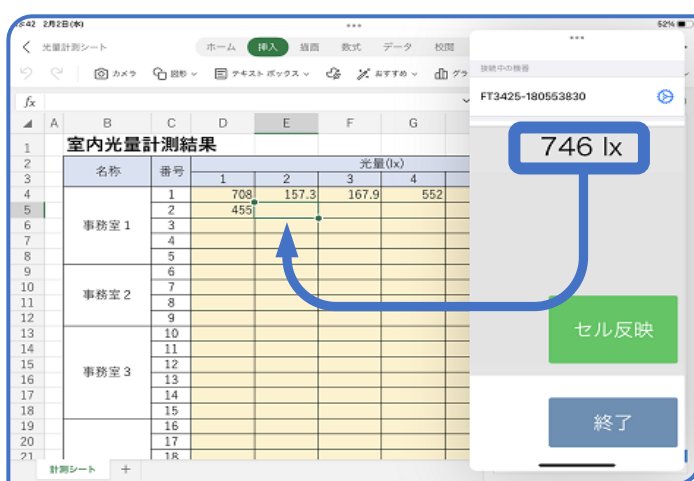 13:42 2月2日(水) 52%
光量計測シート ホーム 挿入 描画 数式 データ 校閲
カメラ 図形 テキスト ボックス おすすめ グラ
fx
A B C D E F G
1 室内光量計測結果
2 名称 番号 光量(lx)
3 1 2 3 4
4 1 708 157.3 167.9 552
5 2 455
6 事務室1 3
7 4
8 5
9 6
10 事務室2 7
11 8
12 9
13 10
14 11
15 事務室3 12
16 13
17 14
18 15
19 16
20 17
21 18
計測シート +
接続中の機器
FT3425-180553830
746 lx
セル反映
終了